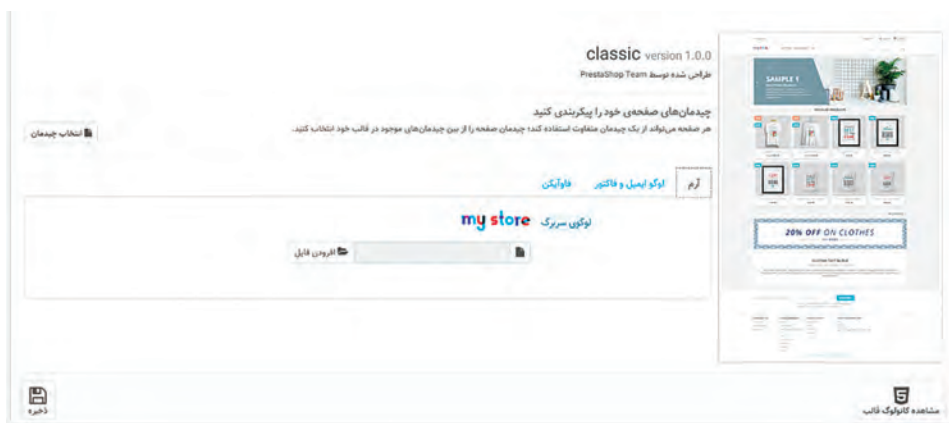 classic version 1.0.0
طراحی شده توسط PrestaShop Team
چیدمان‌های صفحه‌ی خود را پیکربندی کنید
هر صفحه می‌تواند از یک چیدمان متفاوت استفاده کند؛ چیدمان صفحه را از بین چیدمان‌های موجود در قالب خود انتخاب کنید.
انتخاب چیدمان
آرم
لوگو ایمیل و فاکتور
فاوآیکن
لوگوی سربرگ my store
افزودن فایل
SAMPLE 1
20% OFF ON CLOTHES
مشاهده کاتولوگ قالب
ذخیره